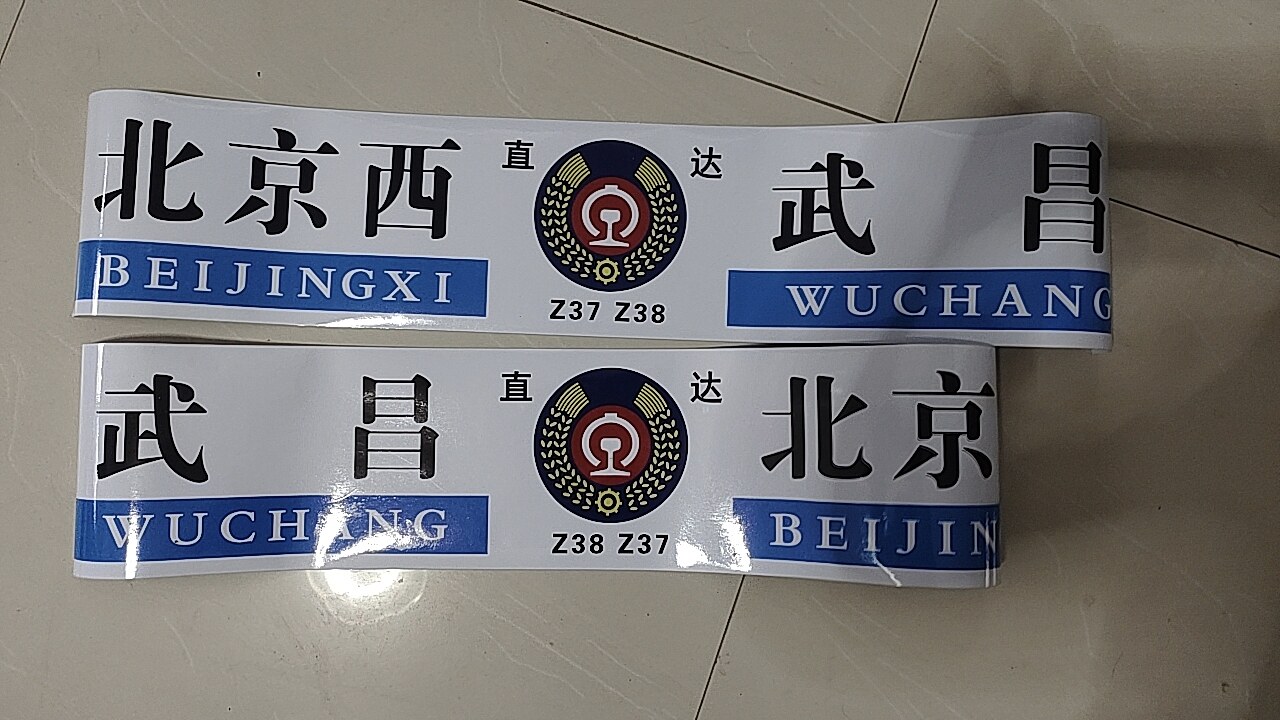 北京西 直 达 武昌
BEIJINGXI WUCHANG
Z37 Z38
武昌 直 达 北京
WUCHANG BEIJIN
Z38 Z37